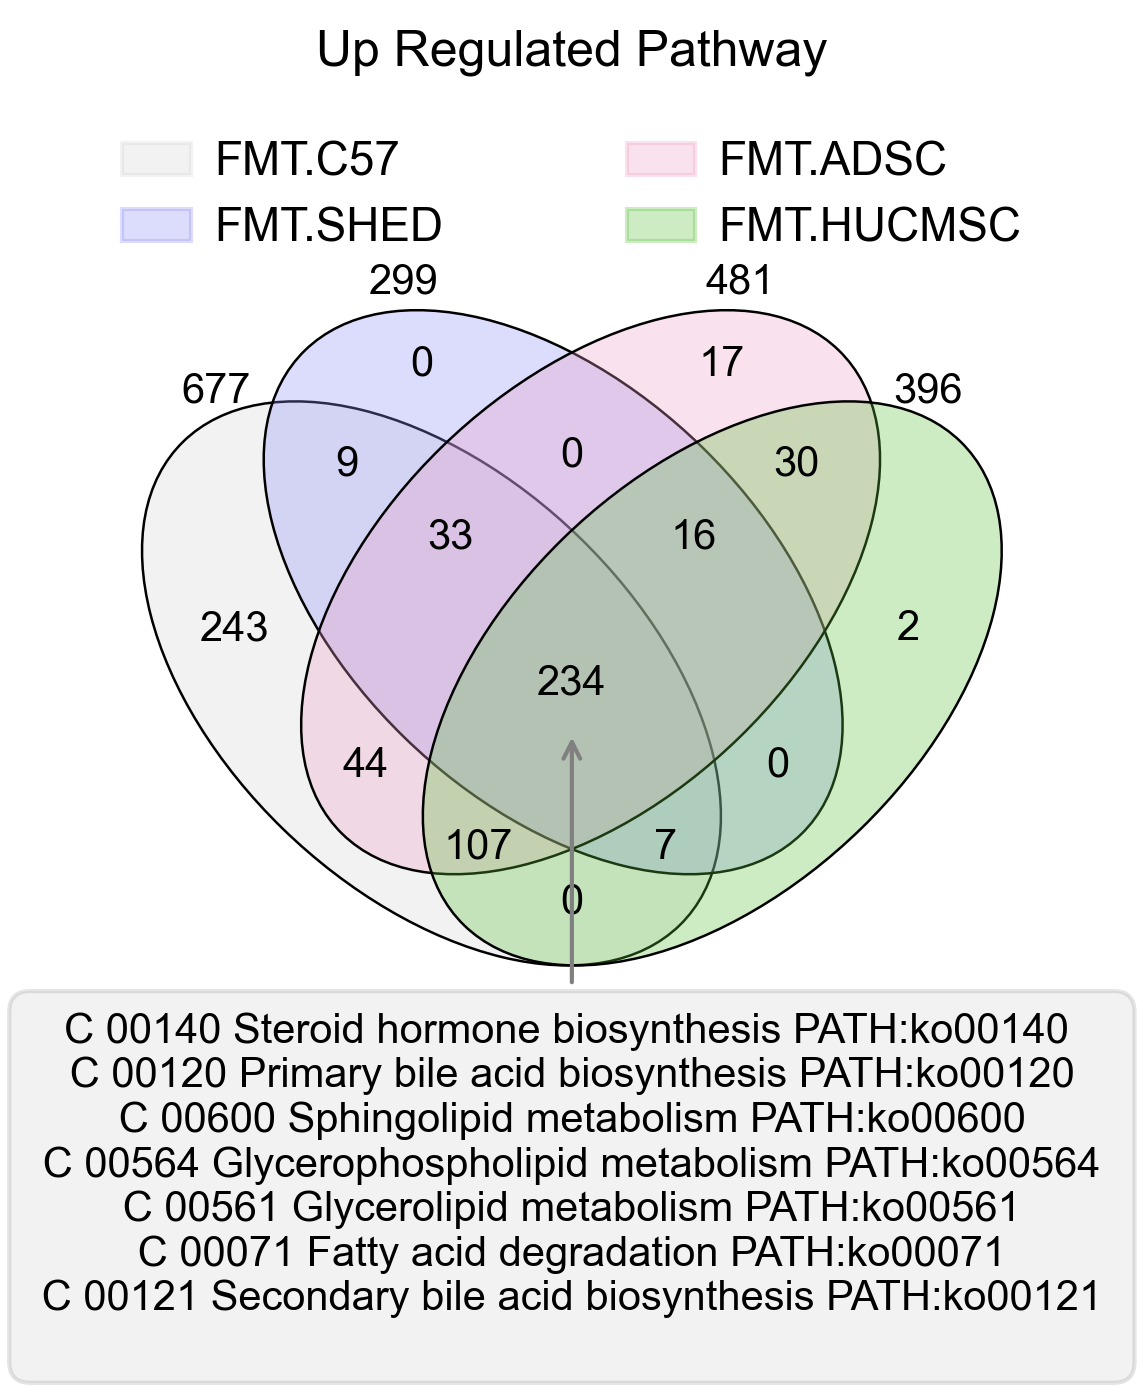 Up Regulated Pathway
FMT.C57 FMT.ADSC
FMT.SHED FMT.HUCMSC
299 481
677 396
0 17
9 0 30
33 16
243 2
234
44 0
107 7
0
C 00140 Steroid hormone biosynthesis PATH:ko00140
C 00120 Primary bile acid biosynthesis PATH:ko00120
C 00600 Sphingolipid metabolism PATH:ko00600
C 00564 Glycerophospholipid metabolism PATH:ko00564
C 00561 Glycerolipid metabolism PATH:ko00561
C 00071 Fatty acid degradation PATH:ko00071
C 00121 Secondary bile acid biosynthesis PATH:ko00121